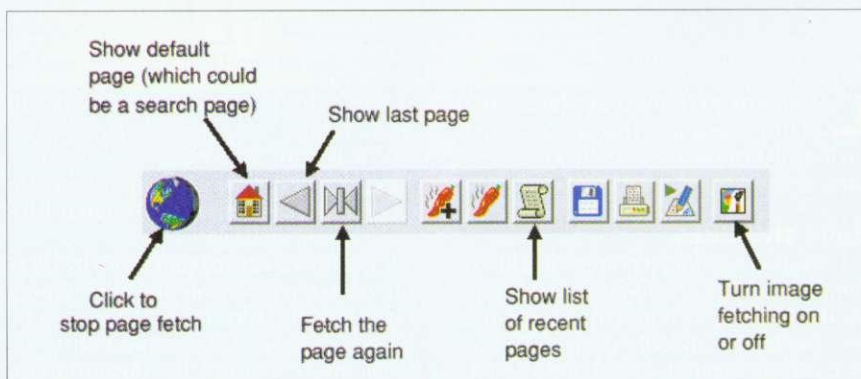 Show default
page (which could
be a search page)
Show last page
Click to
stop page fetch
Fetch the
page again
Show list
of recent
pages
Turn image
fetching on
or off